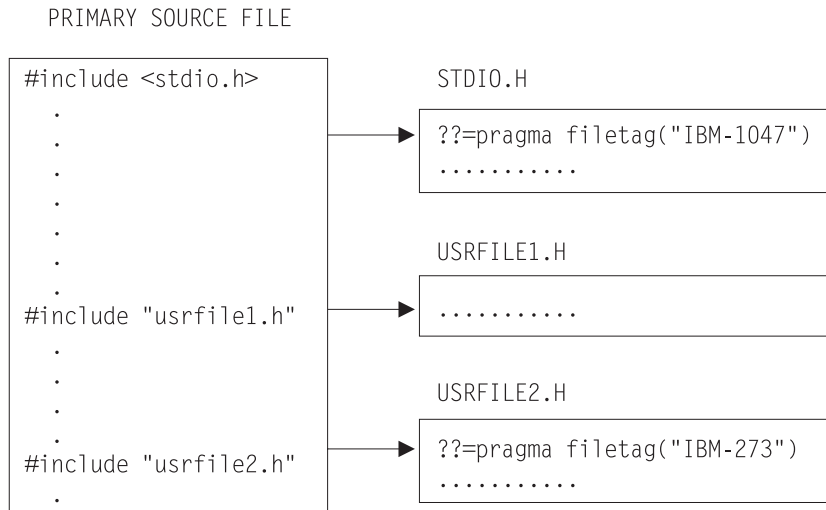 PRIMARY SOURCE FILE
#include <stdio.h>
.
.
.
.
.
.
.
#include "usrfile1.h"
.
.
.
.
#include "usrfile2.h"
.
STDIO.H
??=pragma filetag("IBM-1047")
...........
USRFILE1.H
...........
USRFILE2.H
??=pragma filetag("IBM-273")
...........